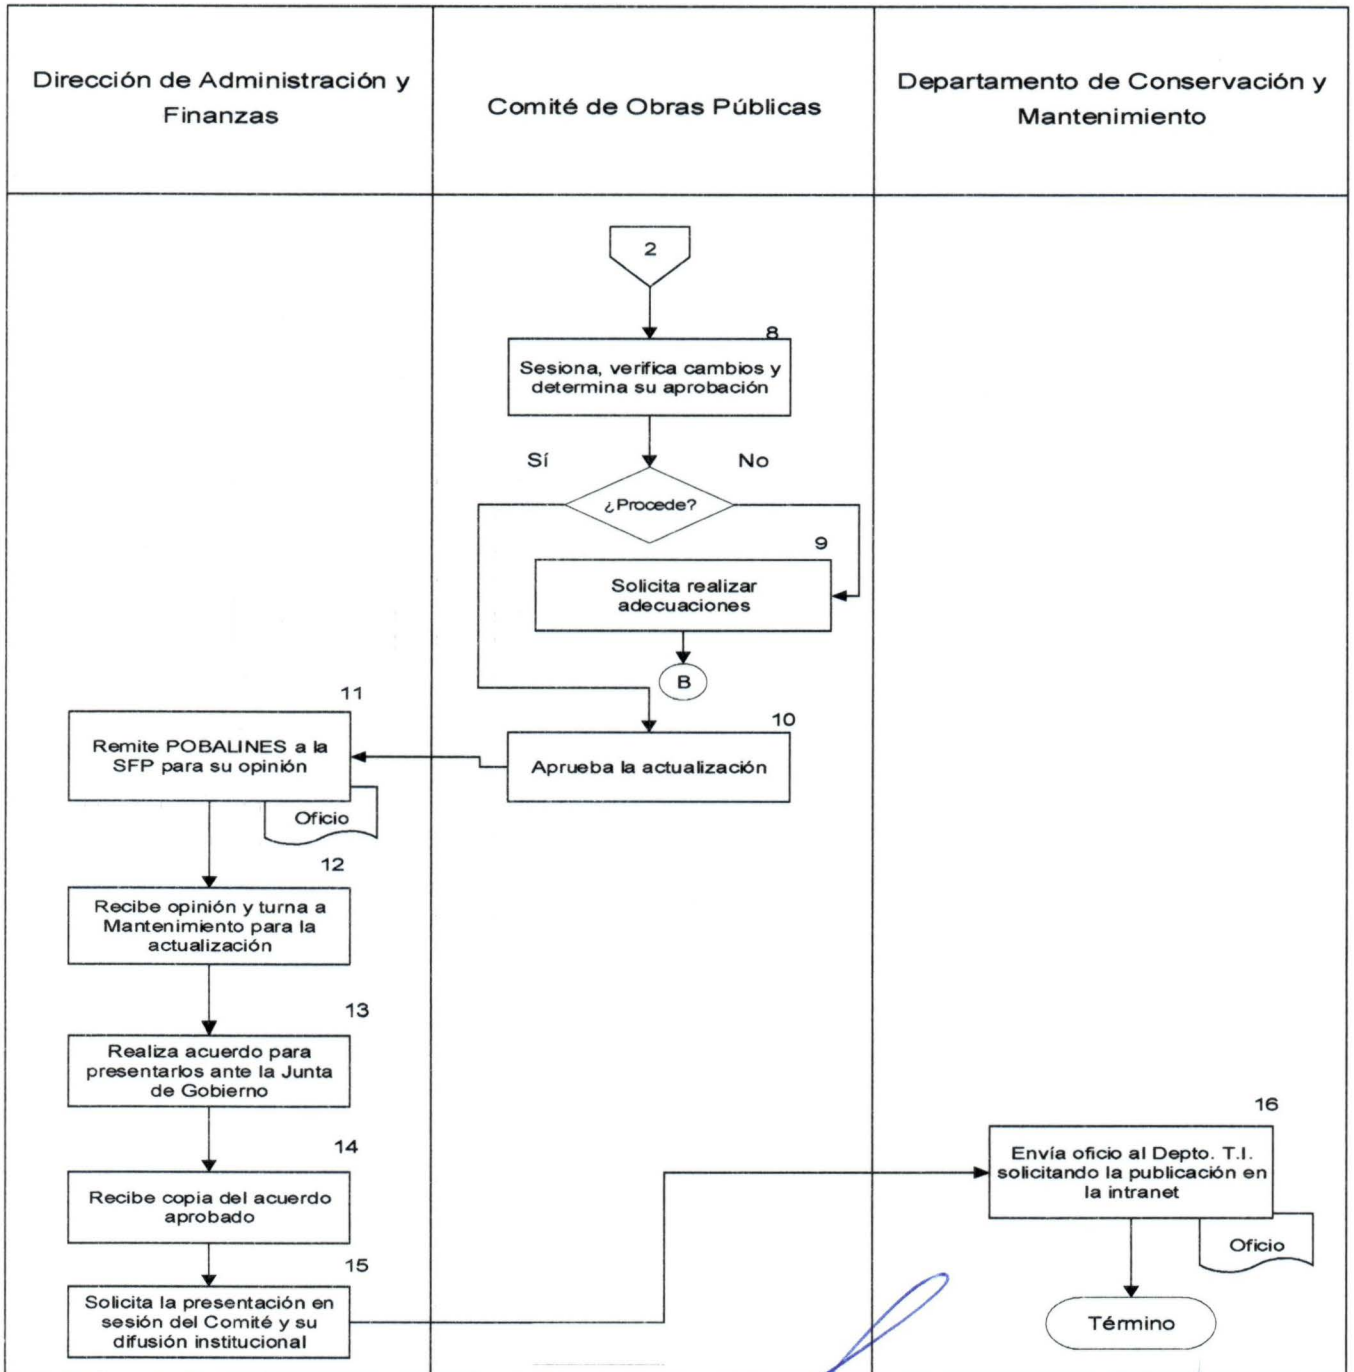 Dirección de Administración y
Finanzas
Comité de Obras Públicas
Departamento de Conservación y
Mantenimiento
2
8
Sesiona, verifica cambios y
determina su aprobación
Sí
No
¿Procede?
9
Solicita realizar
adecuaciones
B
10
Aprueba la actualización
11
Remite POBALINES a la
SFP para su opinión
Oficio
12
Recibe opinión y turna a
Mantenimiento para la
actualización
13
Realiza acuerdo para
presentarlos ante la Junta
de Gobierno
14
Recibe copia del acuerdo
aprobado
15
Solicita la presentación en
sesión del Comité y su
difusión institucional
16
Envía oficio al Depto. T.I.
solicitando la publicación en
la intranet
Oficio
Término